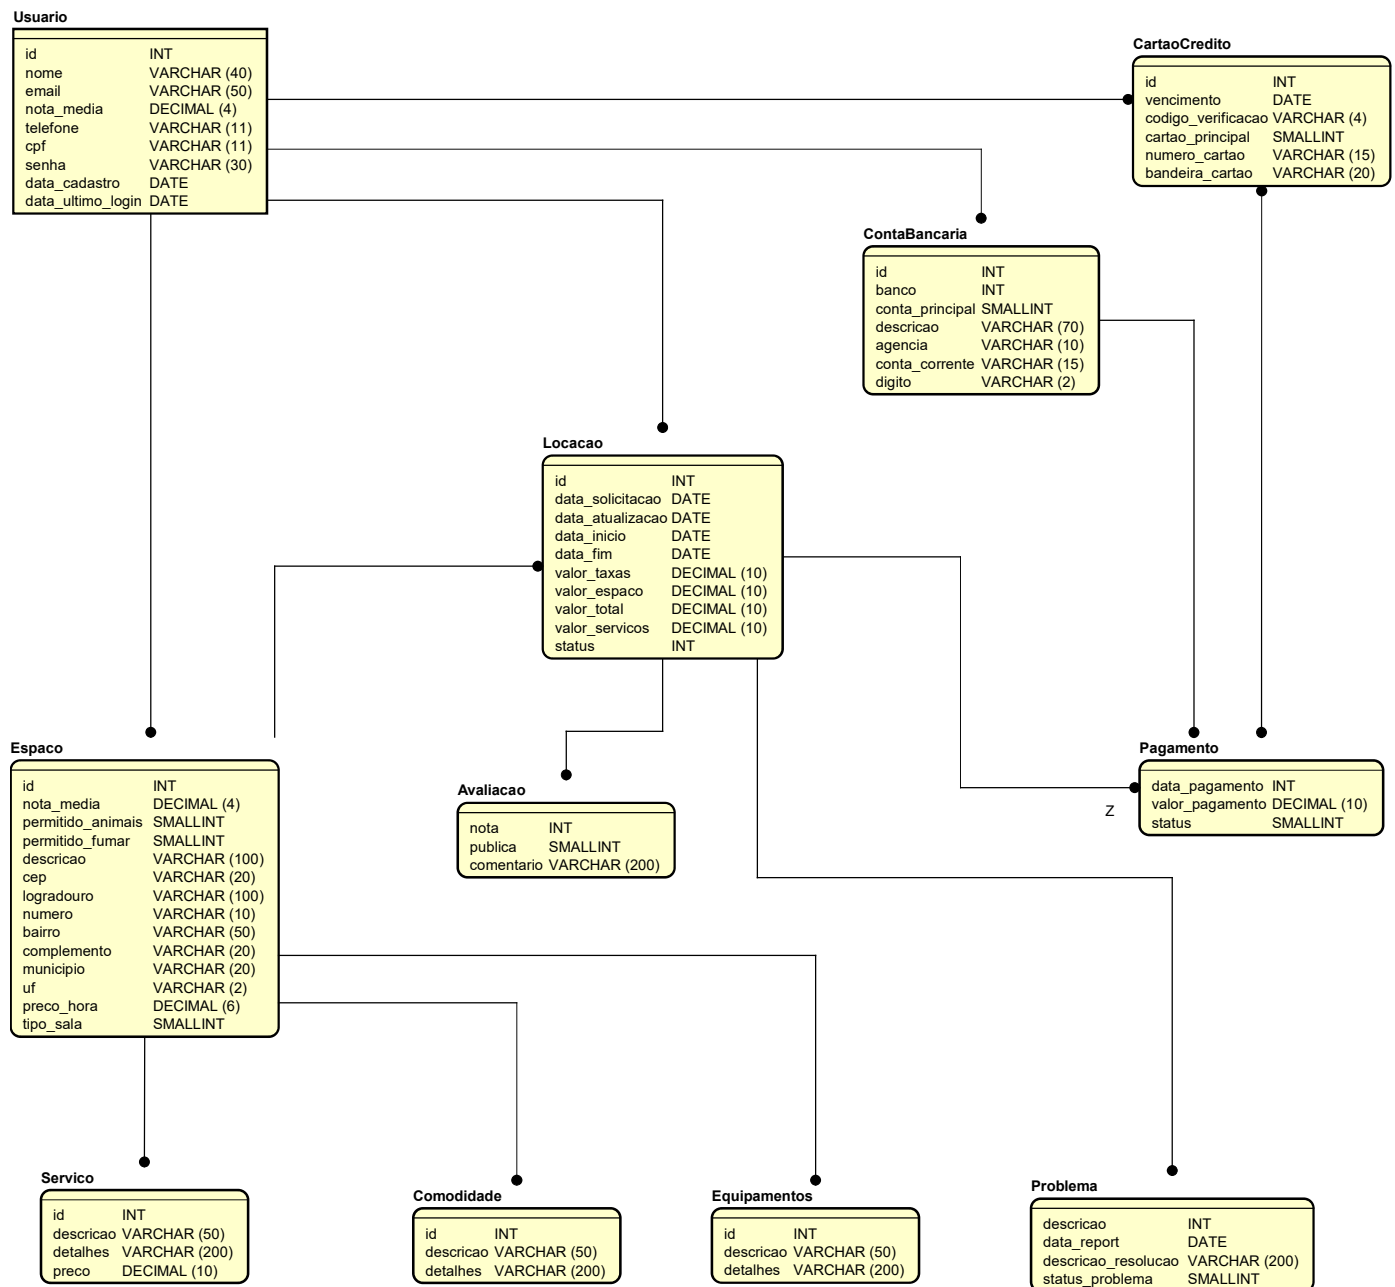 Usuario
id INT
nome VARCHAR (40)
email VARCHAR (50)
nota_media DECIMAL (4)
telefone VARCHAR (11)
cpf VARCHAR (11)
senha VARCHAR (30)
data_cadastro DATE
data_ultimo_login DATE
CartaoCredito
id INT
vencimento DATE
codigo_verificacao VARCHAR (4)
cartao_principal SMALLINT
numero_cartao VARCHAR (15)
bandeira_cartao VARCHAR (20)
ContaBancaria
id INT
banco INT
conta_principal SMALLINT
descricao VARCHAR (70)
agencia VARCHAR (10)
conta_corrente VARCHAR (15)
digito VARCHAR (2)
Locacao
id INT
data_solicitacao DATE
data_atualizacao DATE
data_inicio DATE
data_fim DATE
valor_taxas DECIMAL (10)
valor_espaco DECIMAL (10)
valor_total DECIMAL (10)
valor_servicos DECIMAL (10)
status INT
Espaco
id INT
nota_media DECIMAL (4)
permitido_animais SMALLINT
permitido_fumar SMALLINT
descricao VARCHAR (100)
cep VARCHAR (20)
logradouro VARCHAR (100)
numero VARCHAR (10)
bairro VARCHAR (50)
complemento VARCHAR (20)
municipio VARCHAR (20)
uf VARCHAR (2)
preco_hora DECIMAL (6)
tipo_sala SMALLINT
Avaliacao
nota INT
publica SMALLINT
comentario VARCHAR (200)
Pagamento
data_pagamento INT
valor_pagamento DECIMAL (10)
status SMALLINT
Z
Servico
id INT
descricao VARCHAR (50)
detalhes VARCHAR (200)
preco DECIMAL (10)
Comodidade
id INT
descricao VARCHAR (50)
detalhes VARCHAR (200)
Equipamentos
id INT
descricao VARCHAR (50)
detalhes VARCHAR (200)
Problema
descricao INT
data_report DATE
descricao_resolucao VARCHAR (200)
status_problema SMALLINT